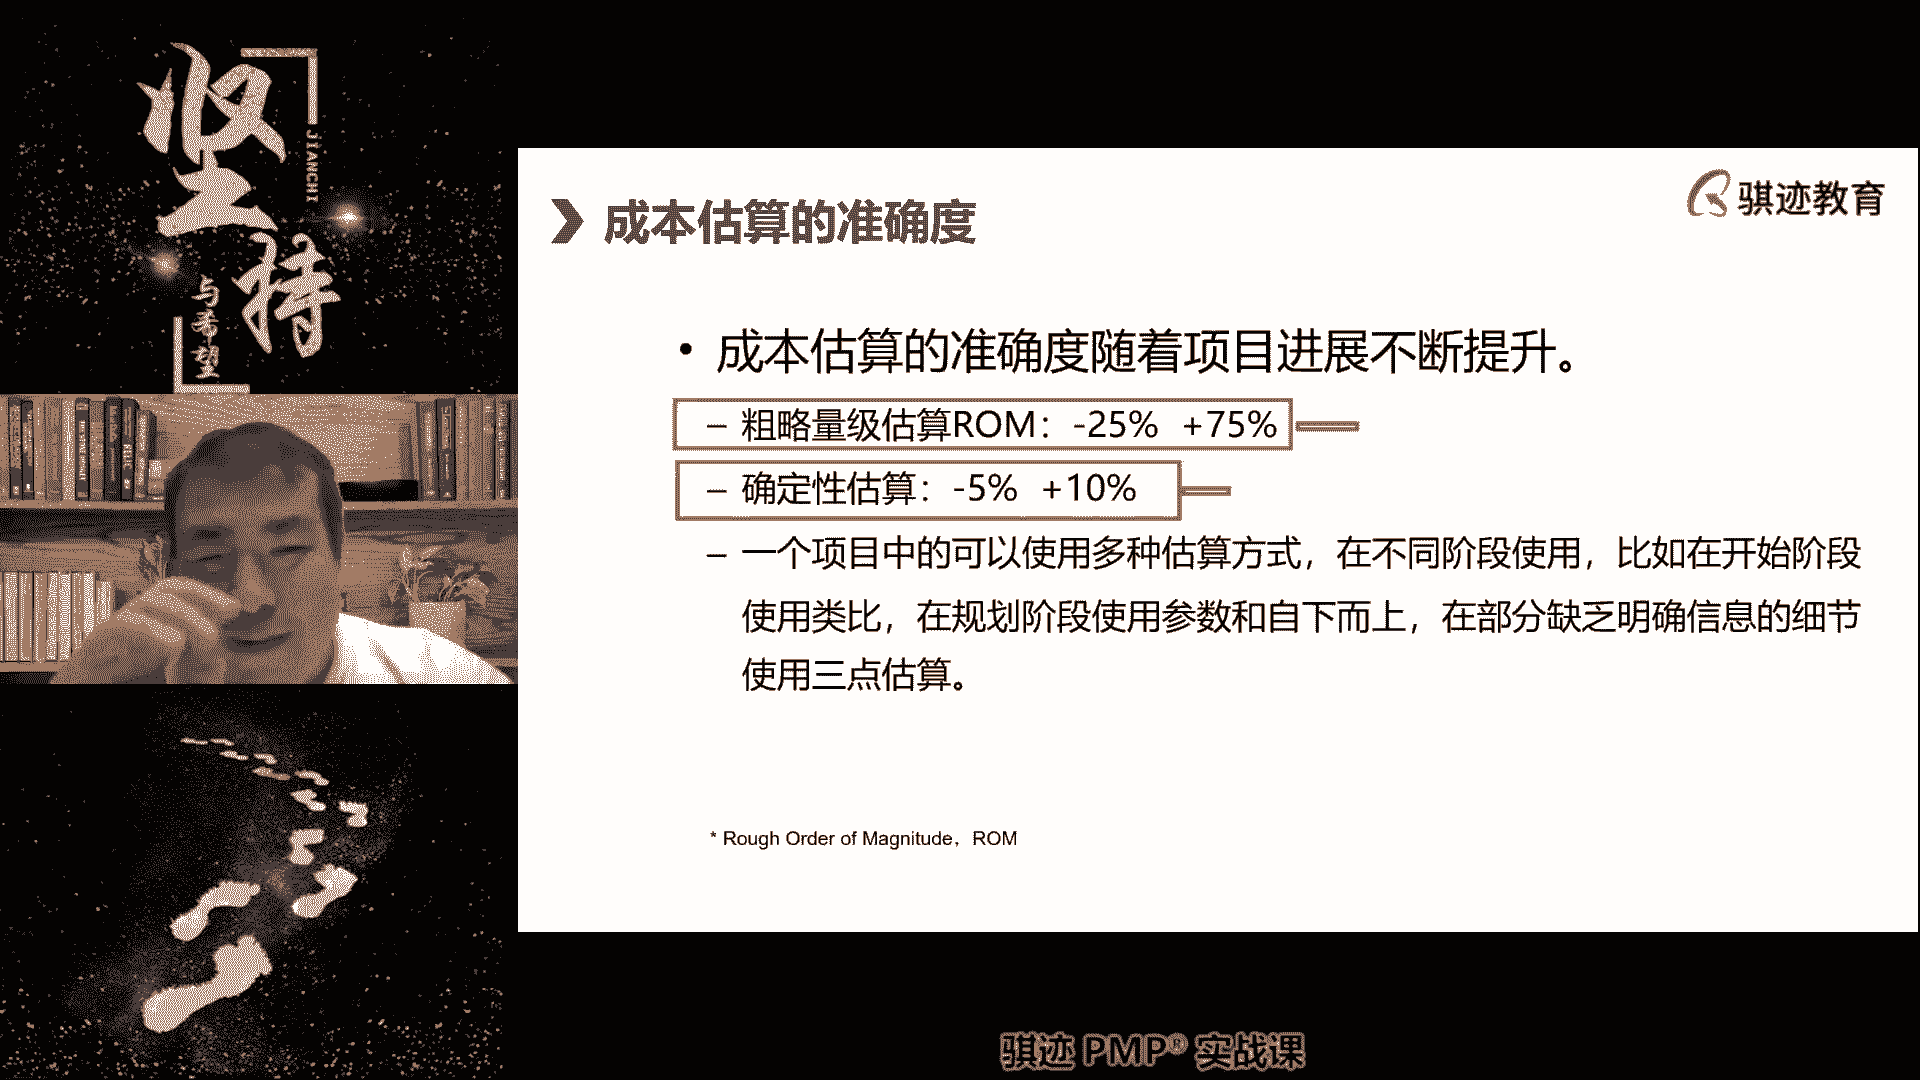 坚持
JIANCHI
与希望
骐迹教育
成本估算的准确度
• 成本估算的准确度随着项目进展不断提升。
– 粗略量级估算ROM：-25% +75%
– 确定性估算：-5% +10%
– 一个项目中的可以使用多种估算方式，在不同阶段使用，比如在开始阶段
使用类比，在规划阶段使用参数和自下而上，在部分缺乏明确信息的细节
使用三点估算。
* Rough Order of Magnitude，ROM
骐迹 PMP® 实战课